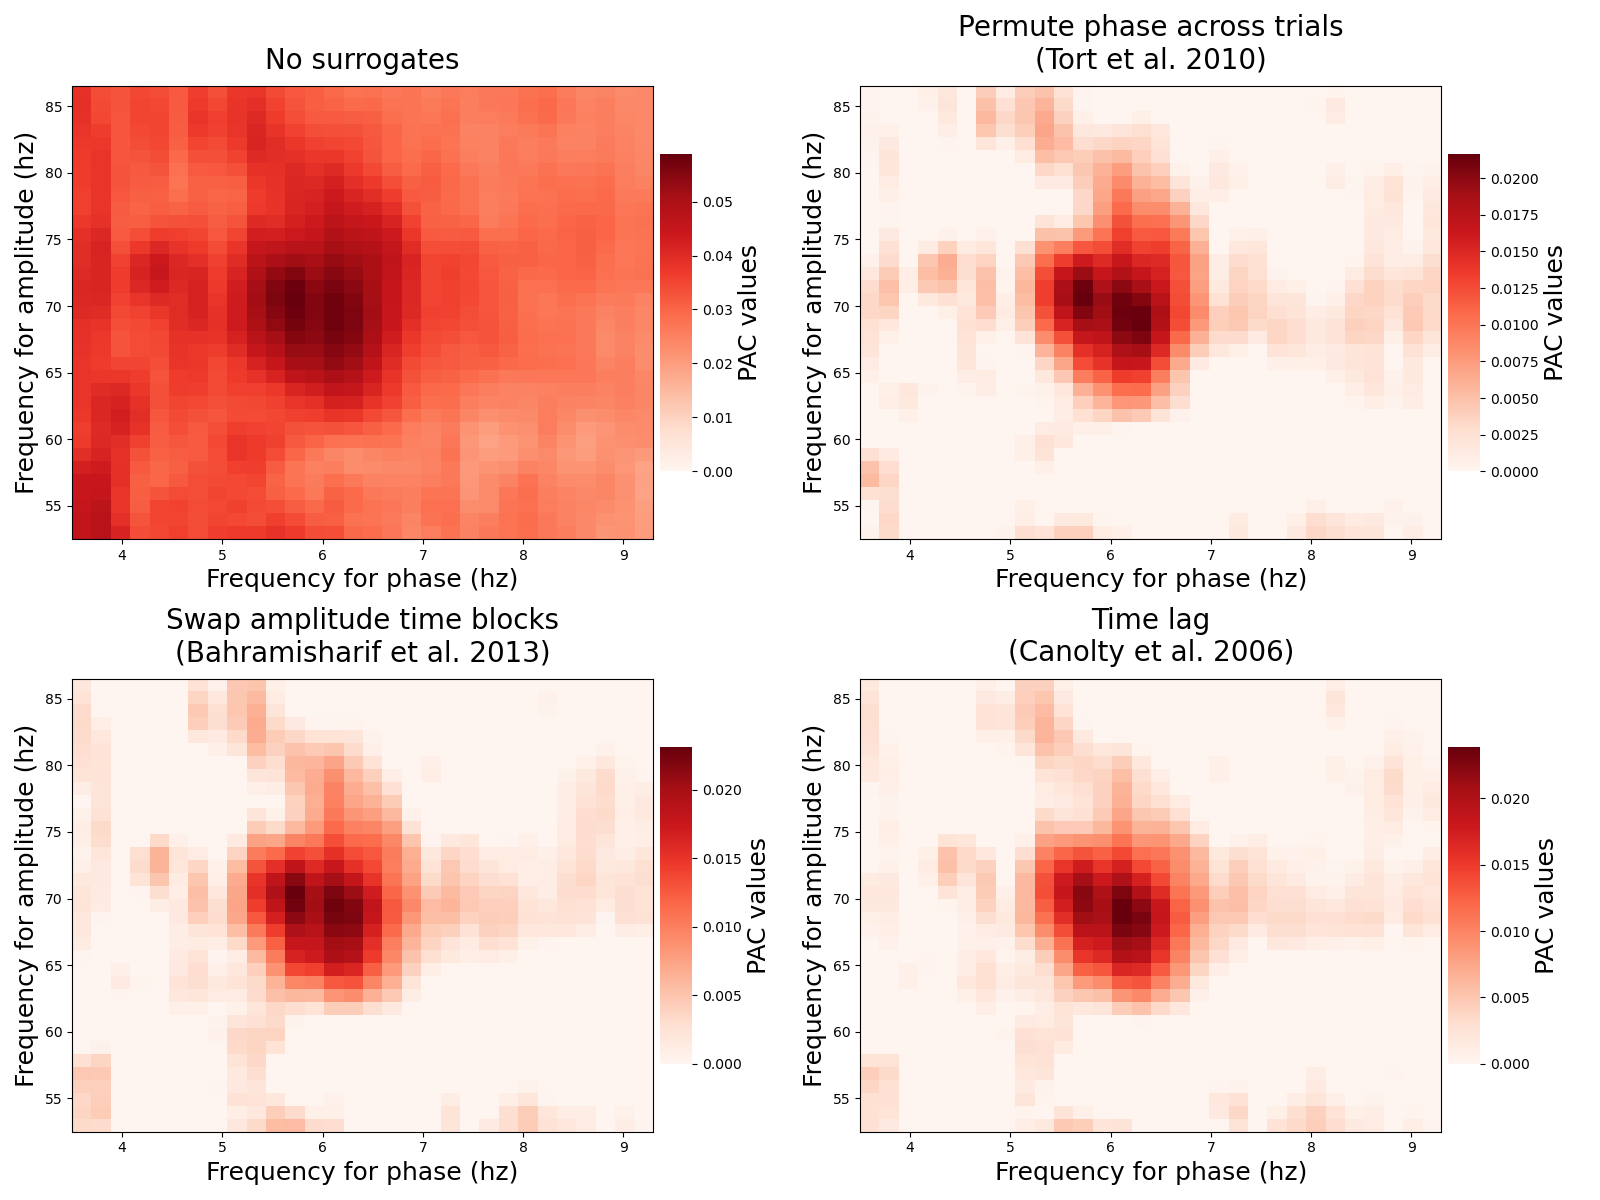 No surrogates
85
80
75
70
65
60
55
Frequency for amplitude (hz)
4 5 6 7 8 9
Frequency for phase (hz)
0.05
0.04
0.03
0.02
0.01
0.00
PAC values
Permute phase across trials
(Tort et al. 2010)
85
80
75
70
65
60
55
Frequency for amplitude (hz)
4 5 6 7 8 9
Frequency for phase (hz)
0.0200
0.0175
0.0150
0.0125
0.0100
0.0075
0.0050
0.0025
0.0000
PAC values
Swap amplitude time blocks
(Bahramisharif et al. 2013)
85
80
75
70
65
60
55
Frequency for amplitude (hz)
4 5 6 7 8 9
Frequency for phase (hz)
0.020
0.015
0.010
0.005
0.000
PAC values
Time lag
(Canolty et al. 2006)
85
80
75
70
65
60
55
Frequency for amplitude (hz)
4 5 6 7 8 9
Frequency for phase (hz)
0.020
0.015
0.010
0.005
0.000
PAC values